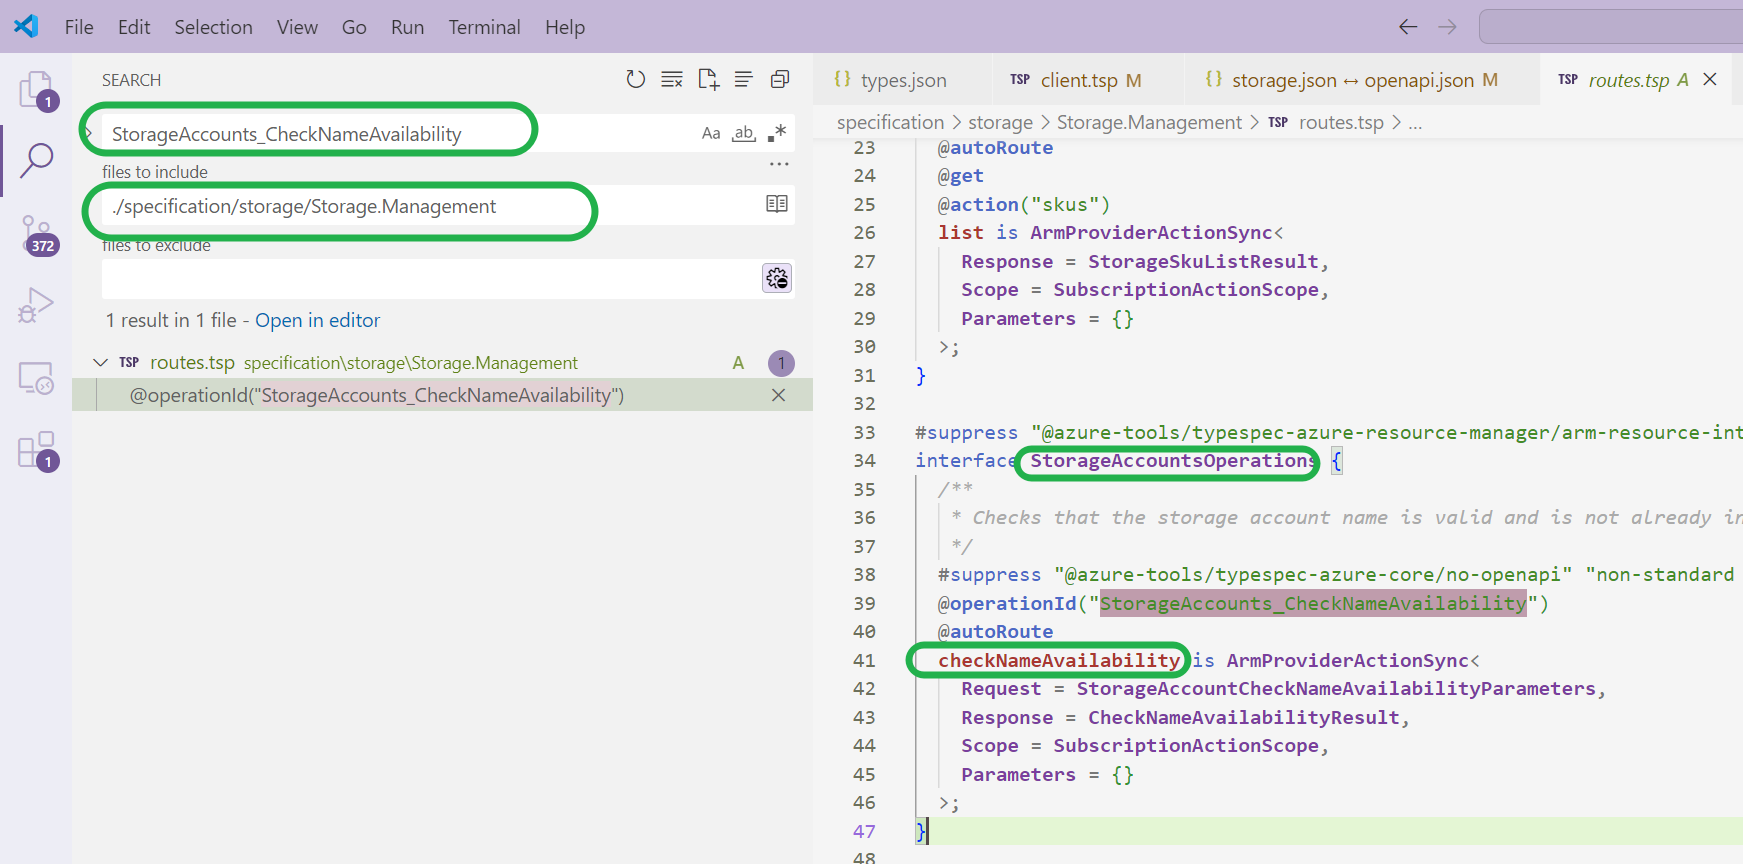 File Edit Selection View Go Run Terminal Help
SEARCH
StorageAccounts_CheckNameAvailability
Aa ab .*
files to include
...
./specification/storage/Storage.Management
files to exclude
1 result in 1 file - Open in editor
TSP routes.tsp specification\storage\Storage.Management A 1
@operationId("StorageAccounts_CheckNameAvailability")
1
372
1
{} types.json
TSP client.tsp M
{} storage.json ↔ openapi.json M
TSP routes.tsp A
specification > storage > Storage.Management > TSP routes.tsp > ...
23 @autoRoute
24 @get
25 @action("skus")
26 list is ArmProviderActionSync<
27 Response = StorageSkuListResult,
28 Scope = SubscriptionActionScope,
29 Parameters = {}
30 >;
31 }
32
33 #suppress "@azure-tools/typespec-azure-resource-manager/arm-resource-int
34 interface StorageAccountsOperations {
35 /**
36 * Checks that the storage account name is valid and is not already in
37 */
38 #suppress "@azure-tools/typespec-azure-core/no-openapi" "non-standard
39 @operationId("StorageAccounts_CheckNameAvailability")
40 @autoRoute
41 checkNameAvailability is ArmProviderActionSync<
42 Request = StorageAccountCheckNameAvailabilityParameters,
43 Response = CheckNameAvailabilityResult,
44 Scope = SubscriptionActionScope,
45 Parameters = {}
46 >;
47 }
48